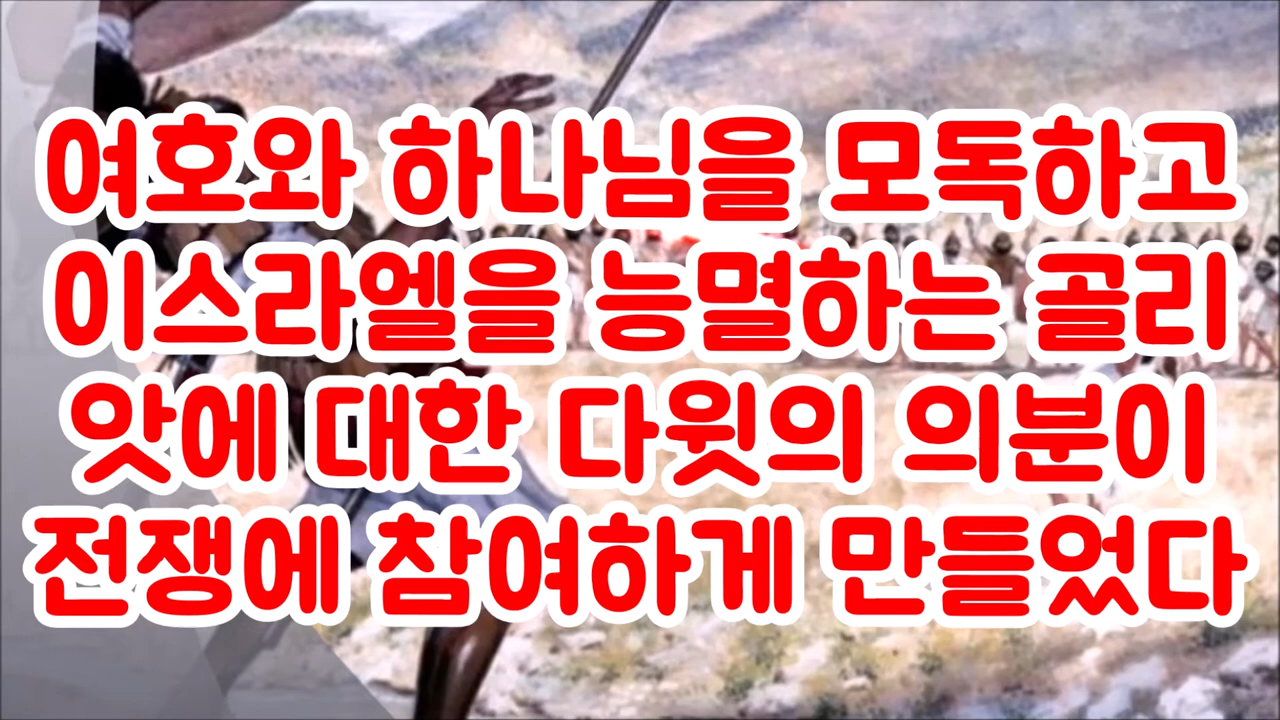 여호와 하나님을 모독하고
이스라엘을 능멸하는 골리
앗에 대한 다윗의 의분이
전쟁에 참여하게 만들었다